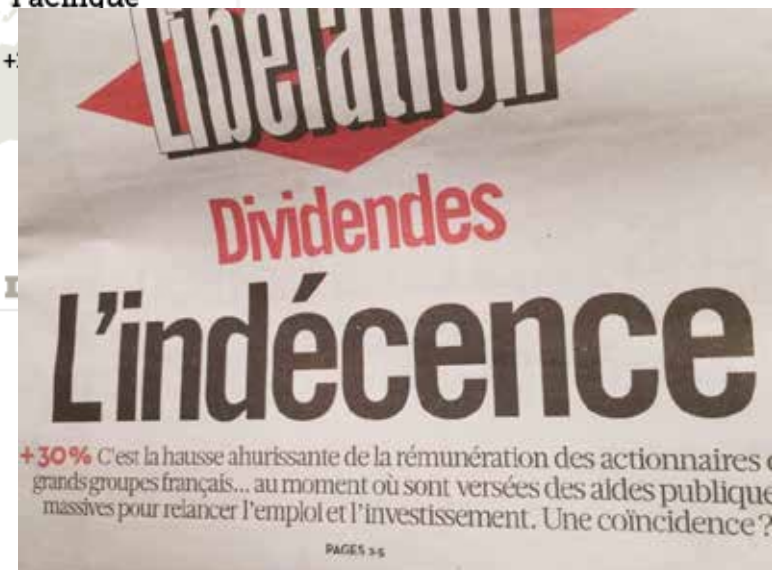 Pacifique
Libération
Dividendes
L'indécence
+30% C'est la hausse ahurissante de la rémunération des actionnaires
grands groupes français... au moment où sont versées des aides publique
massives pour relancer l'emploi et l'investissement. Une coïncidence ?
PAGES 2-5